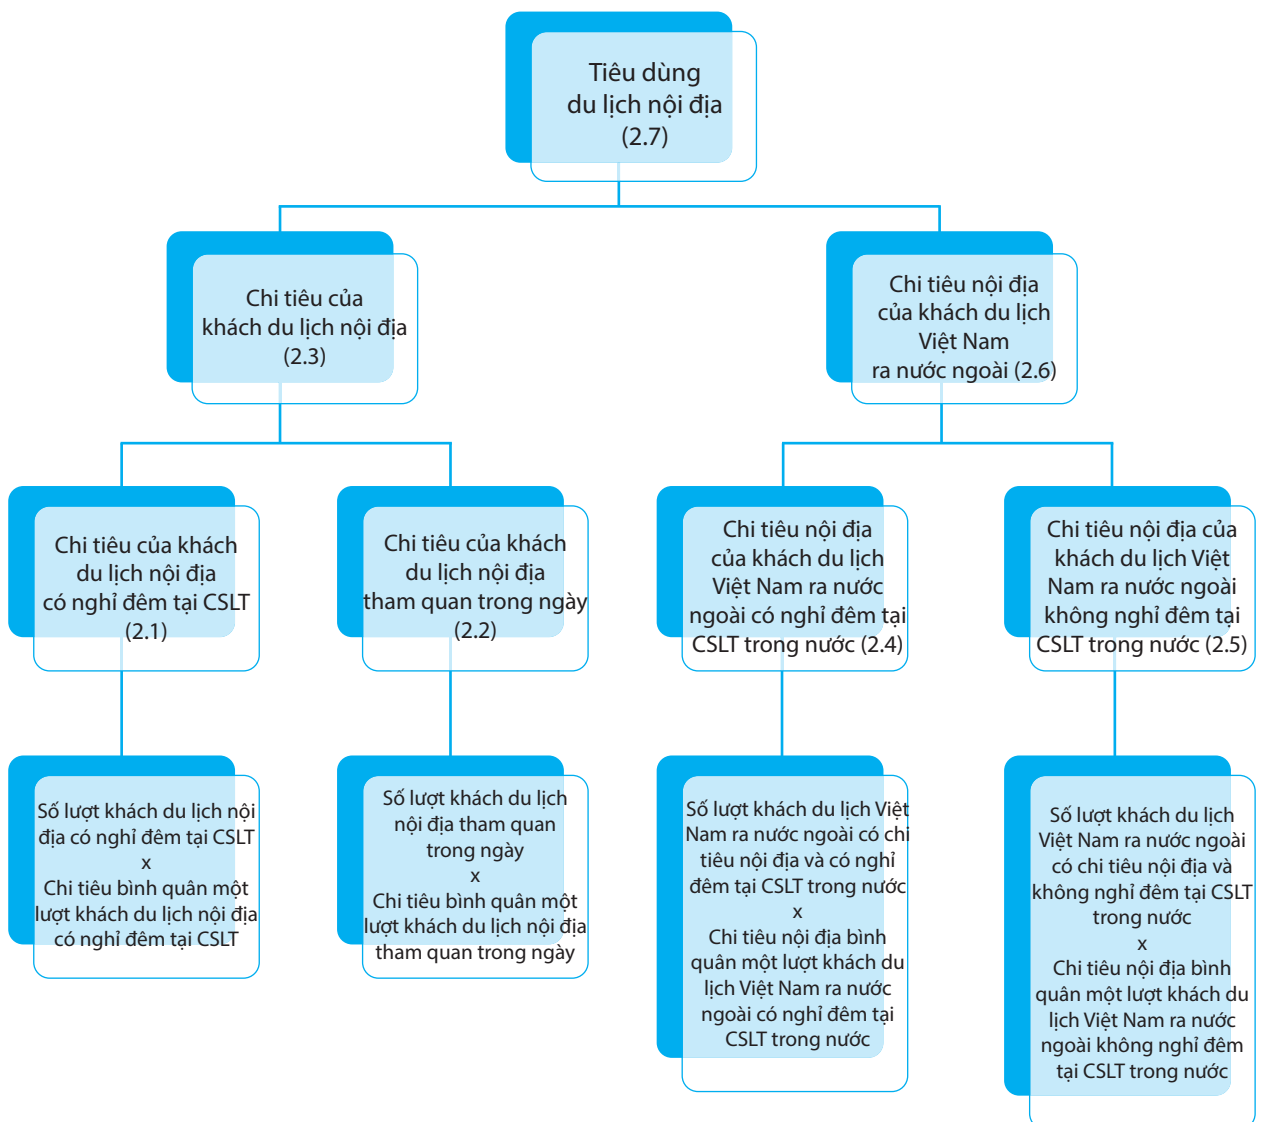 Tiêu dùng
du lịch nội địa
(2.7)
Chi tiêu của
khách du lịch nội địa
(2.3)
Chi tiêu nội địa
của khách du lịch
Việt Nam
ra nước ngoài (2.6)
Chi tiêu của khách
du lịch nội địa
có nghỉ đêm tại CSLT
(2.1)
Chi tiêu của khách
du lịch nội địa
tham quan trong ngày
(2.2)
Chi tiêu nội địa
của khách du lịch
Việt Nam ra nước
ngoài có nghỉ đêm tại
CSLT trong nước (2.4)
Chi tiêu nội địa của
khách du lịch Việt
Nam ra nước ngoài
không nghỉ đêm tại
CSLT trong nước (2.5)
Số lượt khách du lịch nội
địa có nghỉ đêm tại CSLT
x
Chi tiêu bình quân một
lượt khách du lịch nội địa
có nghỉ đêm tại CSLT
Số lượt khách du lịch
nội địa tham quan
trong ngày
x
Chi tiêu bình quân một
lượt khách du lịch nội địa
tham quan trong ngày
Số lượt khách du lịch Việt
Nam ra nước ngoài có chi
tiêu nội địa và có nghỉ
đêm tại CSLT trong nước
x
Chi tiêu nội địa bình
quân một lượt khách du
lịch Việt Nam ra nước
ngoài có nghỉ đêm tại
CSLT trong nước
Số lượt khách du lịch
Việt Nam ra nước ngoài
có chi tiêu nội địa và
không nghỉ đêm tại CSLT
trong nước
x
Chi tiêu nội địa bình
quân một lượt khách du
lịch Việt Nam ra nước
ngoài không nghỉ đêm
tại CSLT trong nước